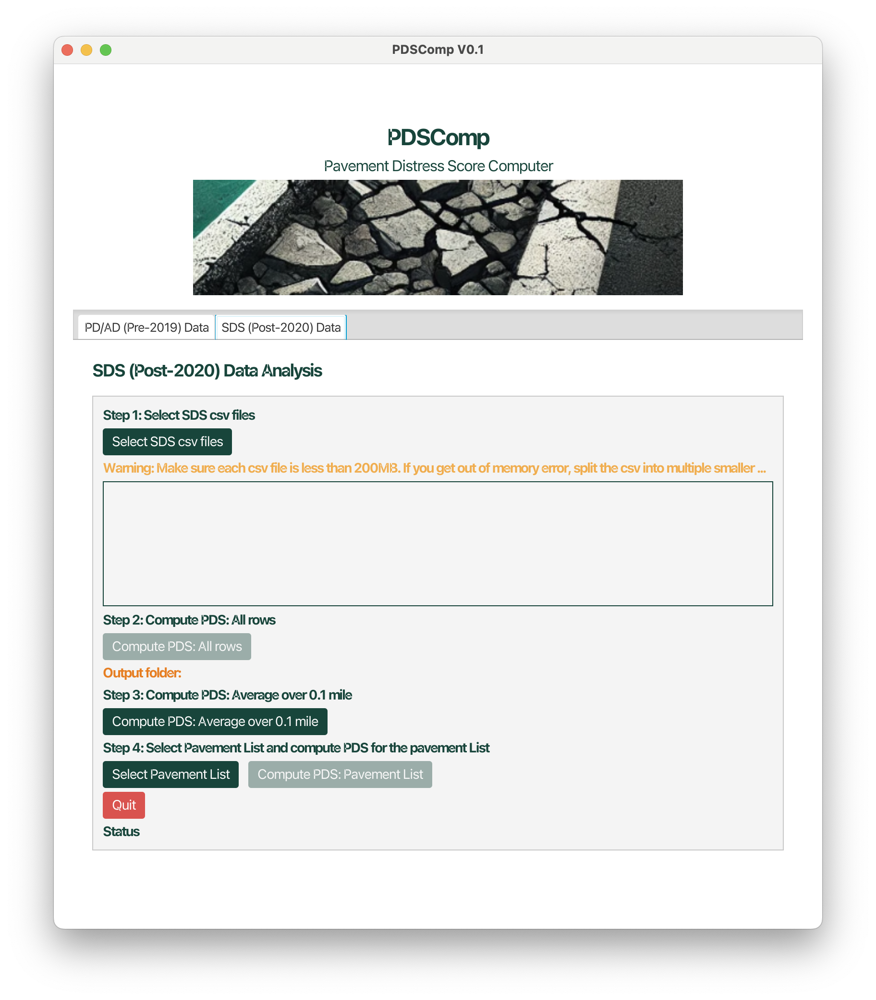 PDSComp V0.1
PDSComp
Pavement Distress Score Computer
PD/AD (Pre-2019) Data SDS (Post-2020) Data
SDS (Post-2020) Data Analysis
Step 1: Select SDS csv files
Select SDS csv files
Warning: Make sure each csv file is less than 200MB. If you get out of memory error, split the csv into multiple smaller ...
Step 2: Compute PDS: All rows
Compute PDS: All rows
Output folder:
Step 3: Compute PDS: Average over 0.1 mile
Compute PDS: Average over 0.1 mile
Step 4: Select Pavement List and compute PDS for the pavement List
Select Pavement List Compute PDS: Pavement List
Quit
Status